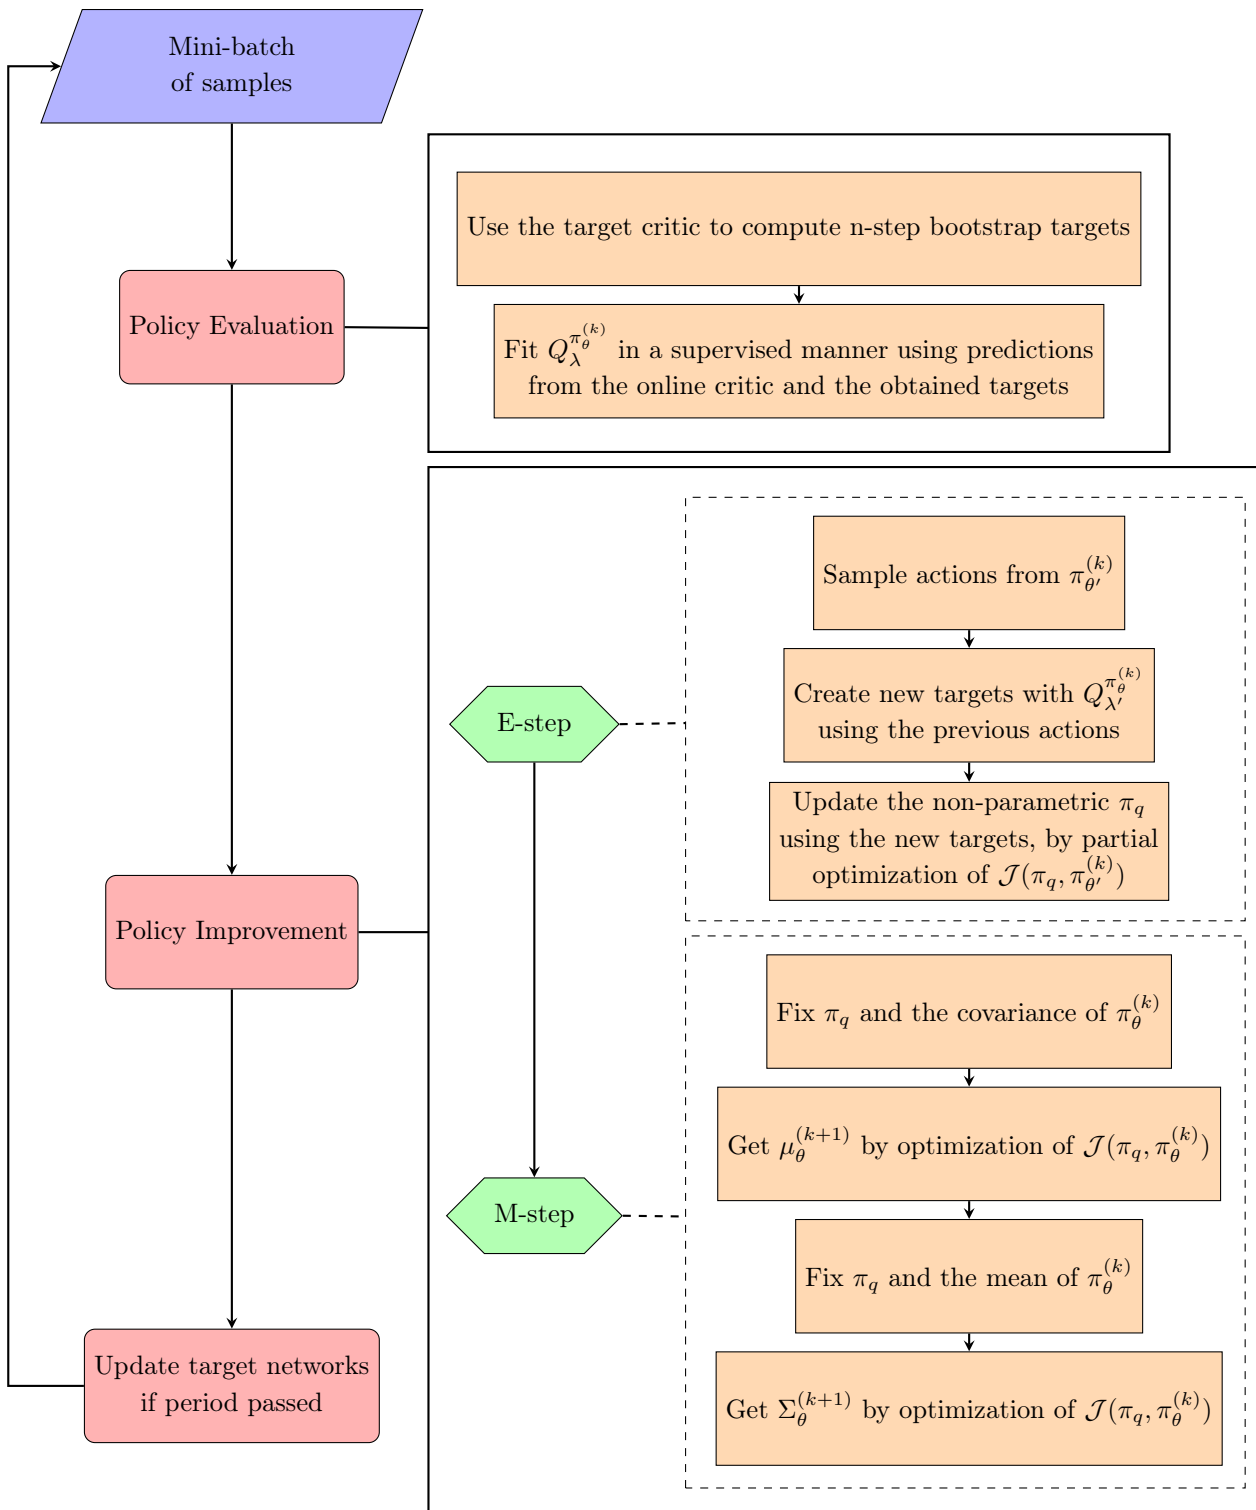 Mini-batch
of samples
Use the target critic to compute n-step bootstrap targets
Policy Evaluation
Fit $Q_{\lambda}^{\pi_{\theta}^{(k)}}$ in a supervised manner using predictions
from the online critic and the obtained targets
Sample actions from $\pi_{\theta'}^{(k)}$
Create new targets with $Q_{\lambda'}^{\pi_{\theta}^{(k)}}$
using the previous actions
E-step
Update the non-parametric $\pi_q$
using the new targets, by partial
optimization of $\mathcal{J}(\pi_q, \pi_{\theta'}^{(k)})$
Policy Improvement
Fix $\pi_q$ and the covariance of $\pi_{\theta}^{(k)}$
Get $\mu_{\theta}^{(k+1)}$ by optimization of $\mathcal{J}(\pi_q, \pi_{\theta}^{(k)})$
M-step
Fix $\pi_q$ and the mean of $\pi_{\theta}^{(k)}$
Get $\Sigma_{\theta}^{(k+1)}$ by optimization of $\mathcal{J}(\pi_q, \pi_{\theta}^{(k)})$
Update target networks
if period passed